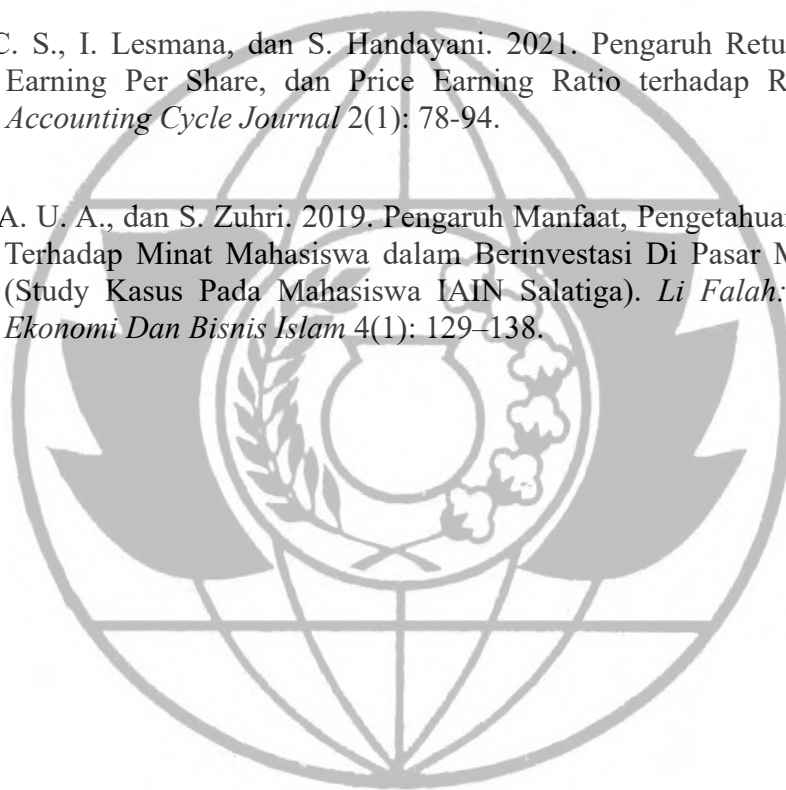 C. S., I. Lesmana, dan S. Handayani. 2021. Pengaruh Retu
Earning Per Share, dan Price Earning Ratio terhadap R
Accounting Cycle Journal 2(1): 78-94.
A. U. A., dan S. Zuhri. 2019. Pengaruh Manfaat, Pengetahuan
Terhadap Minat Mahasiswa dalam Berinvestasi Di Pasar M
(Study Kasus Pada Mahasiswa IAIN Salatiga). Li Falah:
Ekonomi Dan Bisnis Islam 4(1): 129–138.